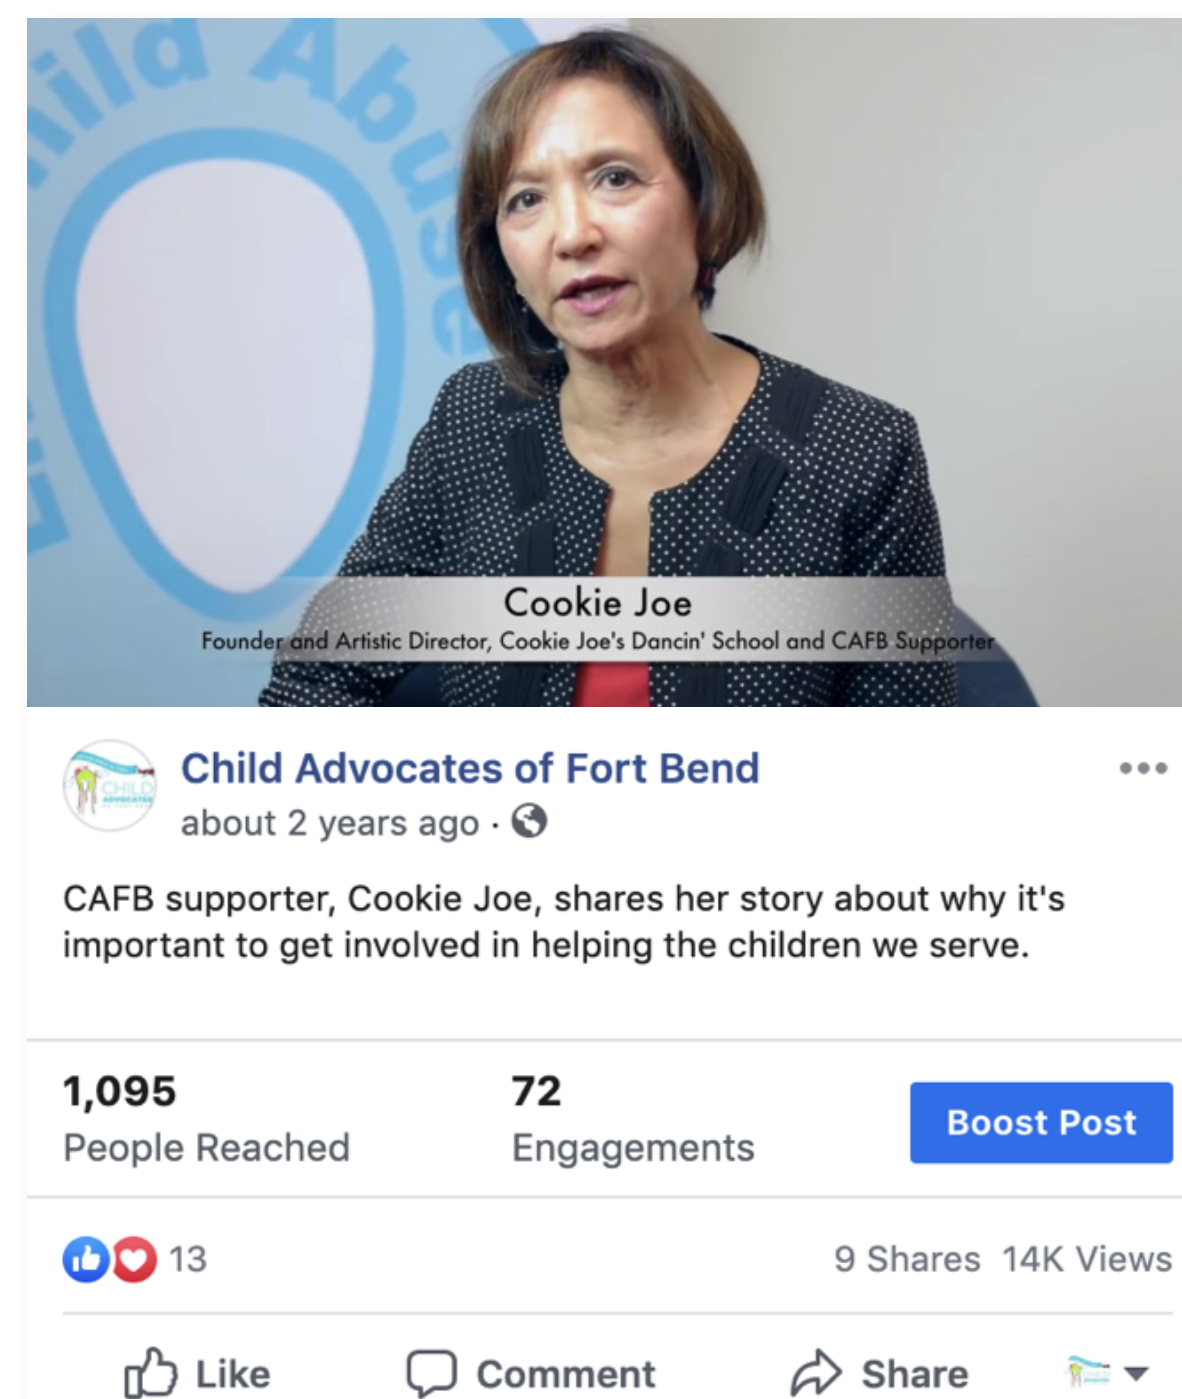 Child Abuse
Cookie Joe
Founder and Artistic Director, Cookie Joe's Dancin' School and CAFB Supporter
CHILD
ADVOCATES
Child Advocates of Fort Bend
about 2 years ago ·
CAFB supporter, Cookie Joe, shares her story about why it's
important to get involved in helping the children we serve.
1,095
72
People Reached
Engagements
Boost Post
13
9 Shares 14K Views
Like
Comment
Share